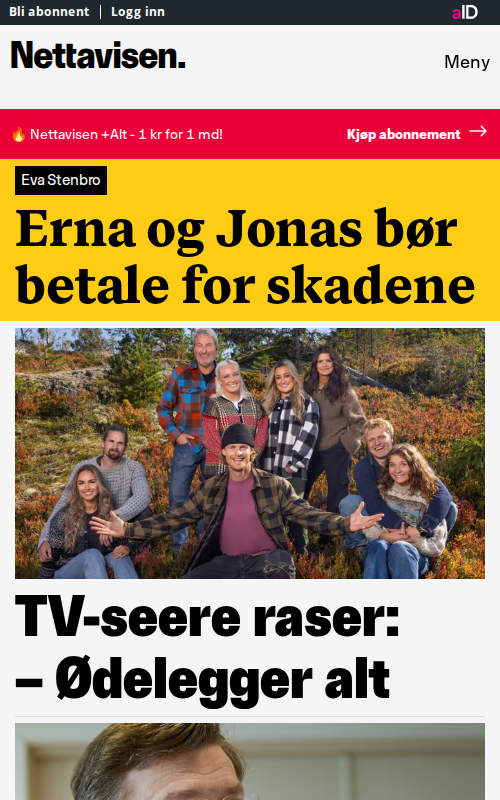 Bli abonnent | Logg inn
aID
Nettavisen.
Meny
🔥 Nettavisen +Alt - 1 kr for 1 md!
Kjøp abonnement →
Eva Stenbro
Erna og Jonas bør
betale for skadene
TV-seere raser:
– Ødelegger alt